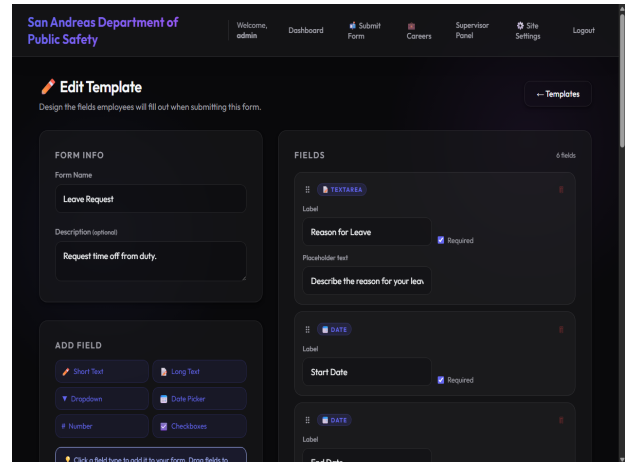 San Andreas Department of
Public Safety
Welcome,
admin
Dashboard
Submit
Form
Careers
Supervisor
Panel
Site
Settings
Logout
Edit Template
Design the fields employees will fill out when submitting this form.
← Templates
FORM INFO
Form Name
Leave Request
Description (optional)
Request time off from duty.
ADD FIELD
Short Text
Long Text
Dropdown
Date Picker
# Number
Checkboxes
Click a field type to add it to your form. Drag fields to
FIELDS
6 fields
TEXTAREA
Label
Reason for Leave
Required
Placeholder text
Describe the reason for your leav
DATE
Label
Start Date
Required
DATE
Label
End Date